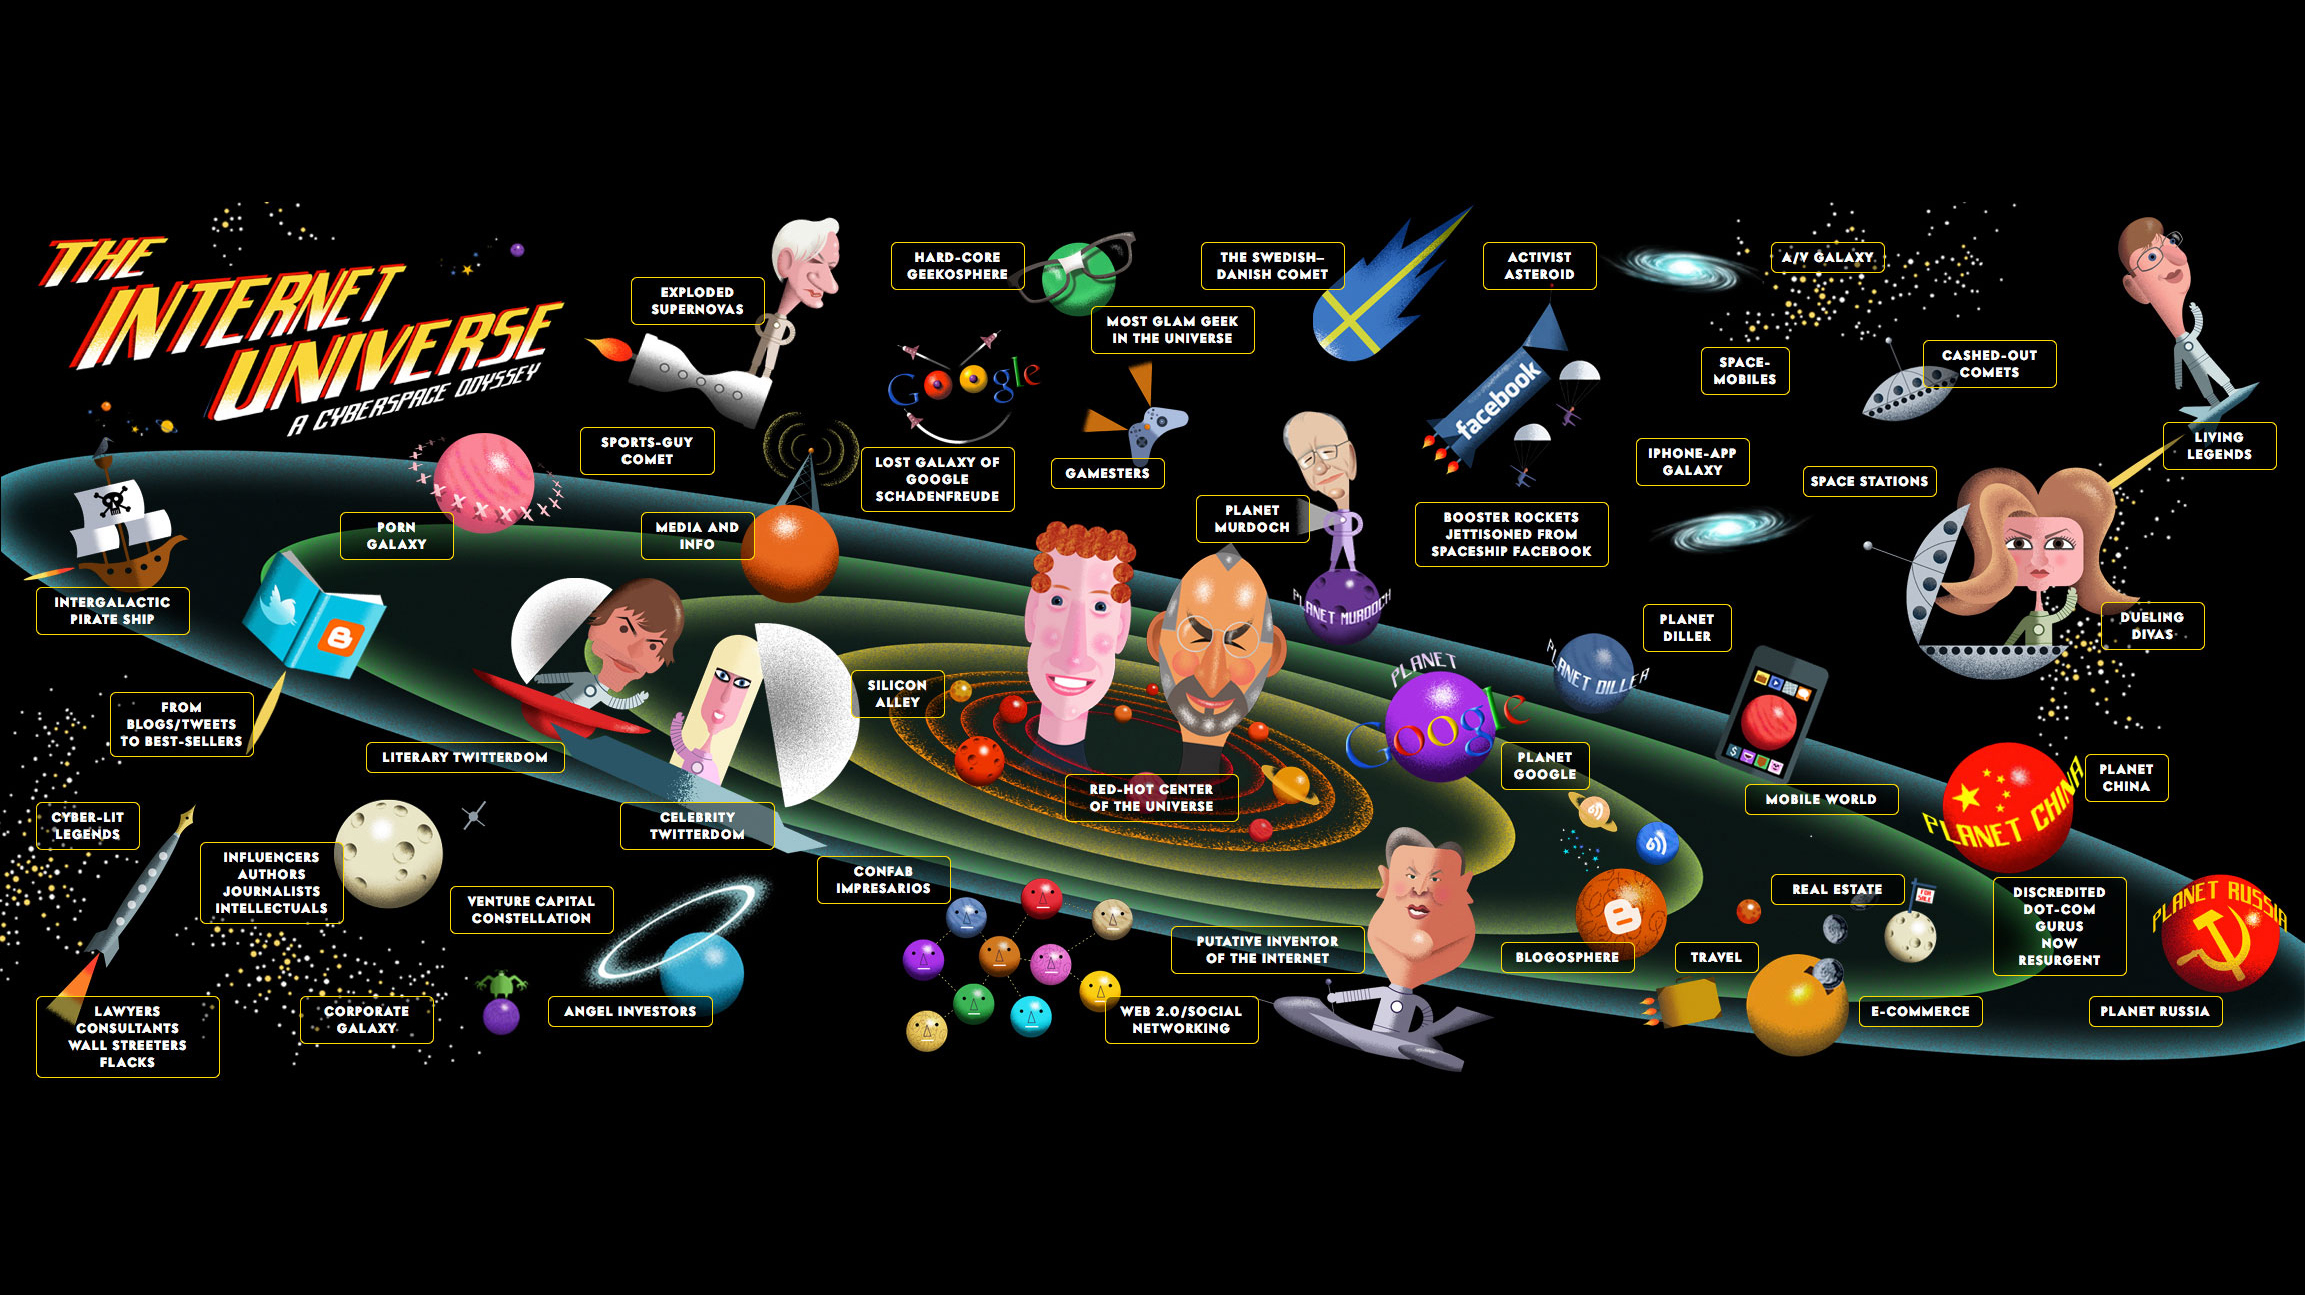 THE
INTERNET
UNIVERSE
A CYBERSPACE ODYSSEY
EXPLODED
SUPERNOVAS
HARD-CORE
GEEKOSPHERE
MOST GLAM GEEK
IN THE UNIVERSE
THE SWEDISH–
DANISH COMET
ACTIVIST
ASTEROID
A/V GALAXY
SPACE-
MOBILES
CASHED-OUT
COMETS
LIVING
LEGENDS
Google
facebook
SPORTS-GUY
COMET
LOST GALAXY OF
GOOGLE
SCHADENFREUDE
GAMESTERS
IPHONE-APP
GALAXY
SPACE STATIONS
PORN
GALAXY
MEDIA AND
INFO
PLANET
MURDOCH
BOOSTER ROCKETS
JETTISONED FROM
SPACESHIP FACEBOOK
INTERGALACTIC
PIRATE SHIP
PLANET MURDOCH
PLANET
DILLER
DUELING
DIVAS
PLANET DILLER
SILICON
ALLEY
PLANET
Google
FROM
BLOGS/TWEETS
TO BEST-SELLERS
LITERARY TWITTERDOM
PLANET
GOOGLE
$
MOBILE WORLD
PLANET CHINA
PLANET
CHINA
RED-HOT CENTER
OF THE UNIVERSE
CYBER-LIT
LEGENDS
CELEBRITY
TWITTERDOM
INFLUENCERS
AUTHORS
JOURNALISTS
INTELLECTUALS
VENTURE CAPITAL
CONSTELLATION
CONFAB
IMPRESARIOS
B
REAL ESTATE
FOR
SALE
DISCREDITED
DOT-COM
GURUS
NOW
RESURGENT
PLANET RUSSIA
PUTATIVE INVENTOR
OF THE INTERNET
BLOGOSPHERE
TRAVEL
LAWYERS
CONSULTANTS
WALL STREETERS
FLACKS
CORPORATE
GALAXY
ANGEL INVESTORS
WEB 2.0/SOCIAL
NETWORKING
E-COMMERCE
PLANET RUSSIA